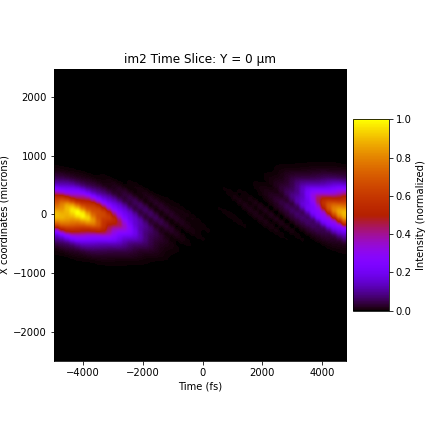 im2 Time Slice: Y = 0 µm
2000
1000
0
−1000
−2000
X coordinates (microns)
−4000 −2000 0 2000 4000
Time (fs)
1.0
0.8
0.6
0.4
0.2
0.0
Intensity (normalized)